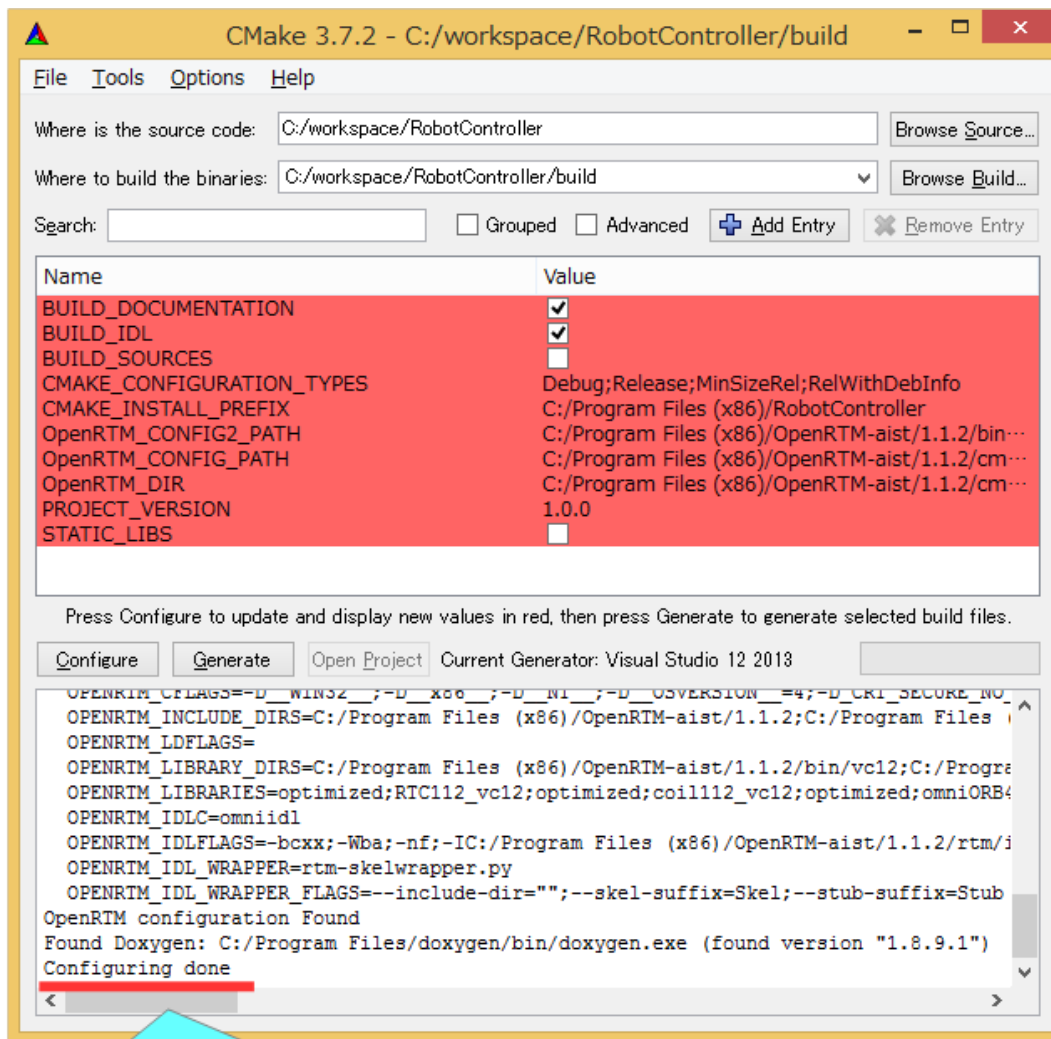 CMake 3.7.2 - C:/workspace/RobotController/build
File Tools Options Help
Where is the source code: C:/workspace/RobotController Browse Source...
Where to build the binaries: C:/workspace/RobotController/build Browse Build...
Search: Grouped Advanced Add Entry Remove Entry
Name Value
BUILD_DOCUMENTATION
BUILD_IDL
BUILD_SOURCES
CMAKE_CONFIGURATION_TYPES Debug;Release;MinSizeRel;RelWithDebInfo
CMAKE_INSTALL_PREFIX C:/Program Files (x86)/RobotController
OpenRTM_CONFIG2_PATH C:/Program Files (x86)/OpenRTM-aist/1.1.2/bin...
OpenRTM_CONFIG_PATH C:/Program Files (x86)/OpenRTM-aist/1.1.2/cm...
OpenRTM_DIR C:/Program Files (x86)/OpenRTM-aist/1.1.2/cm...
PROJECT_VERSION 1.0.0
STATIC_LIBS
Press Configure to update and display new values in red, then press Generate to generate selected build files.
Configure Generate Open Project Current Generator: Visual Studio 12 2013
OPENRTM_CFLAGS=-D__WIN32__;-D__x86__;-D__NT__;-D__OSVERSION__=4;-D_CRT_SECURE_NO_
OPENRTM_INCLUDE_DIRS=C:/Program Files (x86)/OpenRTM-aist/1.1.2;C:/Program Files (
OPENRTM_LDFLAGS=
OPENRTM_LIBRARY_DIRS=C:/Program Files (x86)/OpenRTM-aist/1.1.2/bin/vc12;C:/Progra
OPENRTM_LIBRARIES=optimized;RTC112_vc12;optimized;coil112_vc12;optimized;omniORB4
OPENRTM_IDLC=omniidl
OPENRTM_IDLFLAGS=-bcxx;-Wba;-nf;-IC:/Program Files (x86)/OpenRTM-aist/1.1.2/rtm/i
OPENRTM_IDL_WRAPPER=rtm-skelwrapper.py
OPENRTM_IDL_WRAPPER_FLAGS=--include-dir="";--skel-suffix=Skel;--stub-suffix=Stub
OpenRTM configuration Found
Found Doxygen: C:/Program Files/doxygen/bin/doxygen.exe (found version "1.8.9.1")
Configuring done